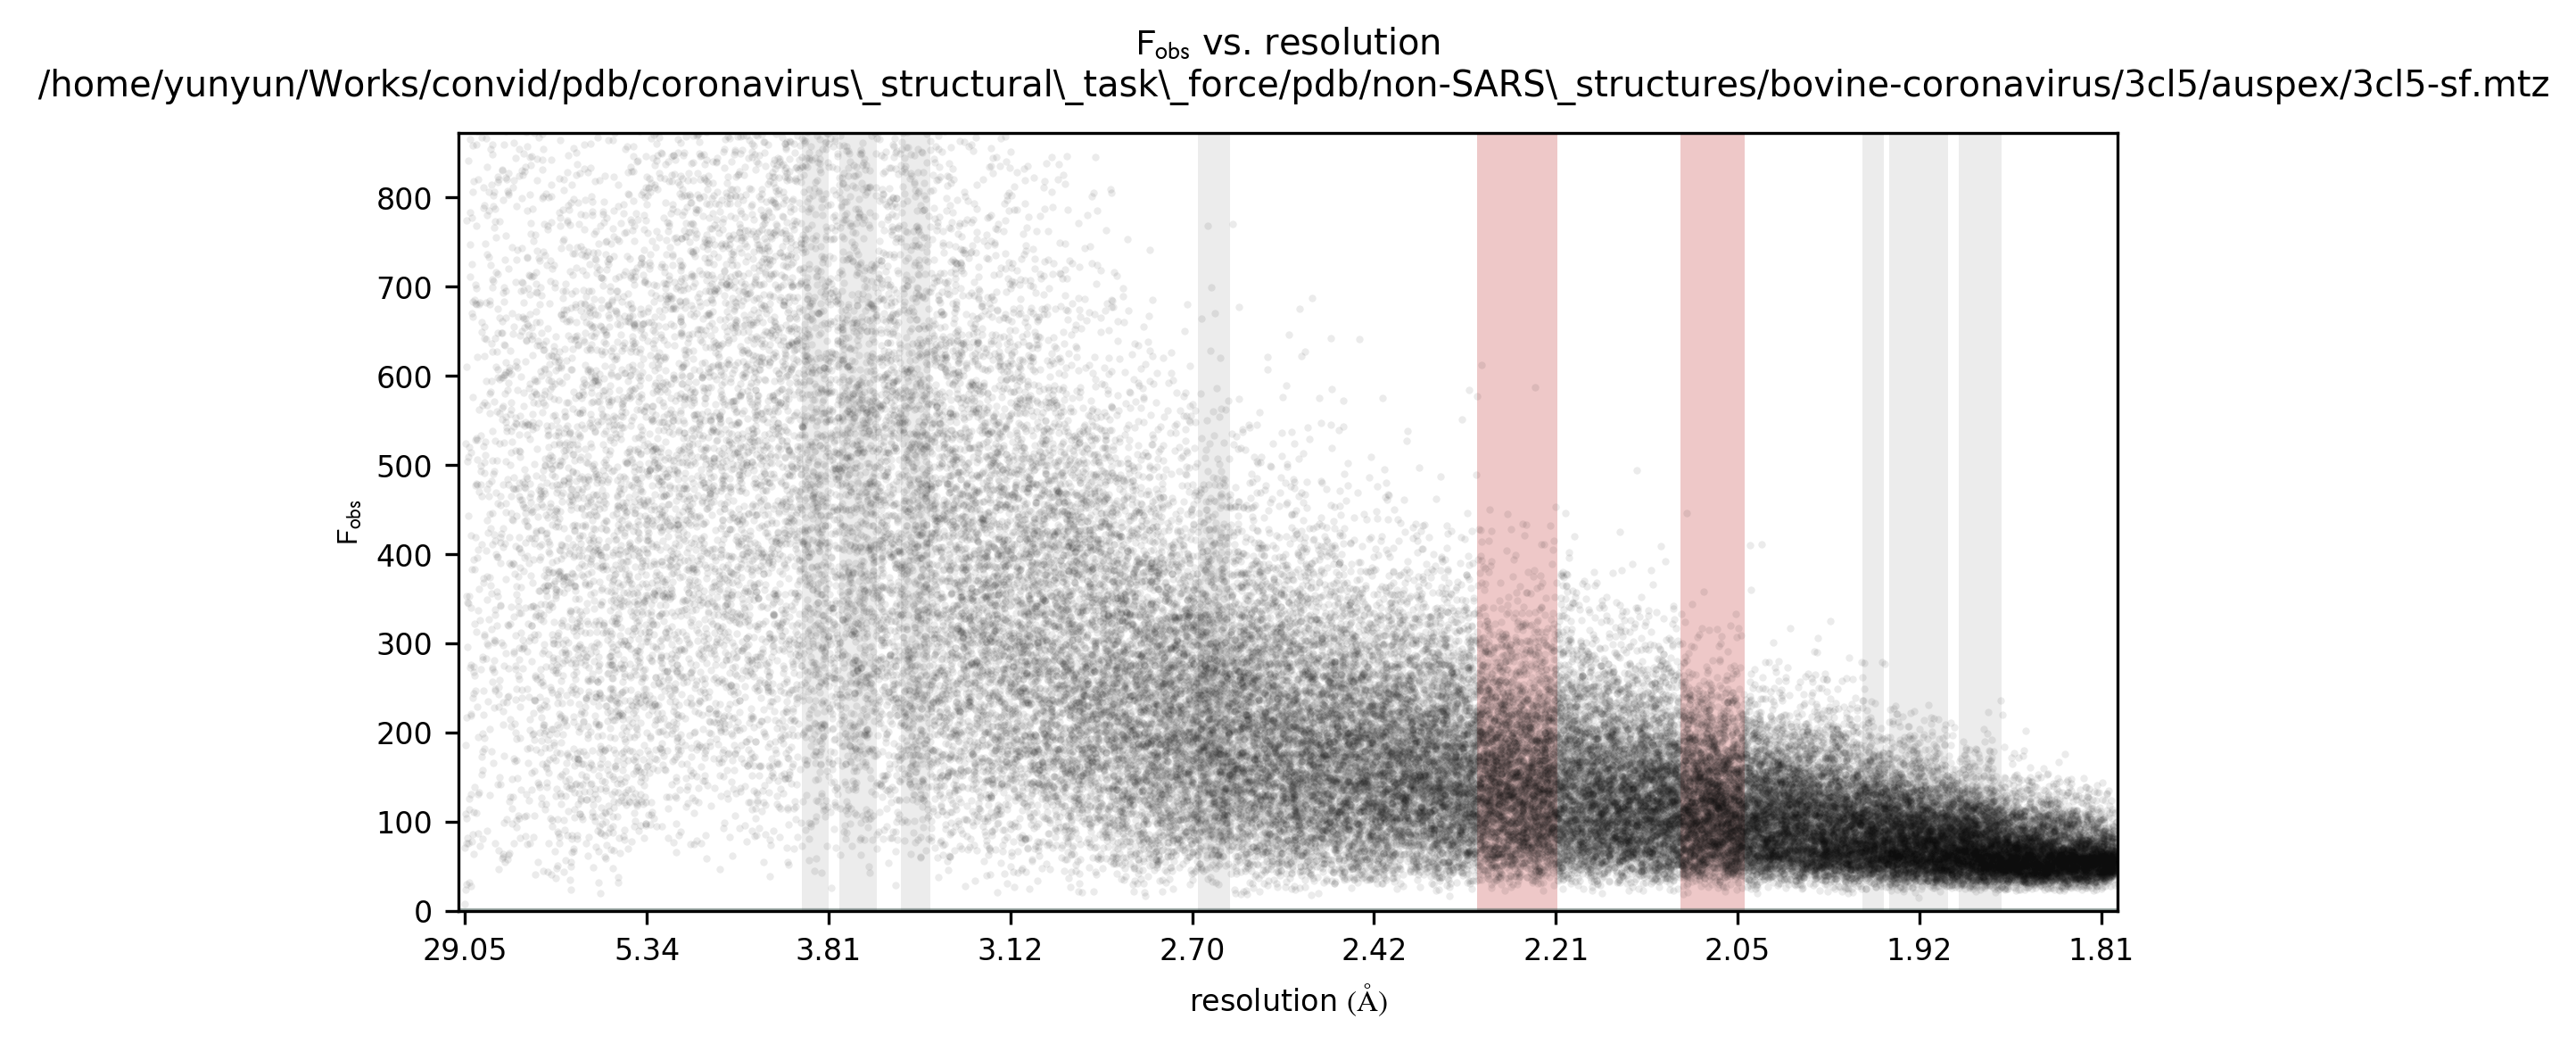 Fobs vs. resolution
/home/yunyun/Works/convid/pdb/coronavirus\_structural\_task\_force/pdb/non-SARS\_structures/bovine-coronavirus/3cl5/auspex/3cl5-sf.mtz
800
700
600
500
400
300
200
100
0
Fobs
29.05 5.34 3.81 3.12 2.70 2.42 2.21 2.05 1.92 1.81
resolution (Å)